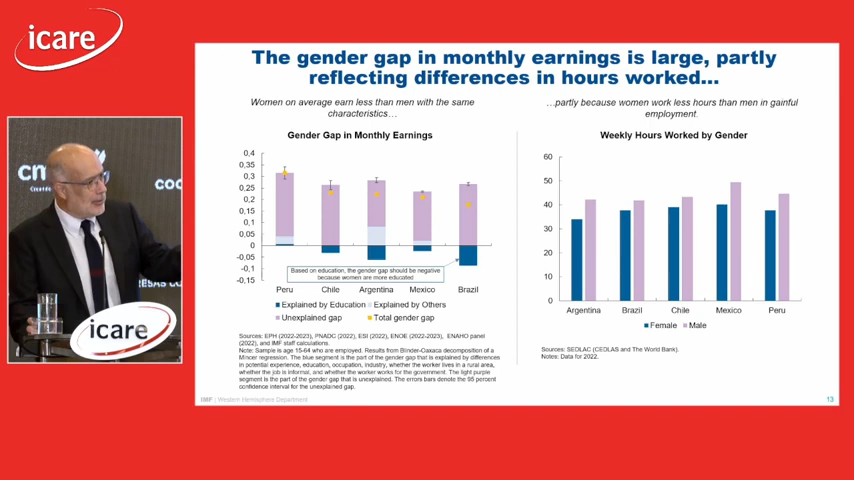 icare
The gender gap in monthly earnings is large, partly
reflecting differences in hours worked…
Women on average earn less than men with the same
characteristics…
…partly because women work less hours than men in gainful
employment.
Gender Gap in Monthly Earnings
0,4
0,35
0,3
0,25
0,2
0,15
0,1
0,05
0
-0,05
-0,1
-0,15
Based on education, the gender gap should be negative
because women are more educated
Peru Chile Argentina Mexico Brazil
Explained by Education Explained by Others
Unexplained gap Total gender gap
Sources: EPH (2022-2023), PNADC (2022), ESI (2022), ENOE (2022-2023), ENAHO panel
(2022), and IMF staff calculations.
Note: Sample is age 15-64 who are employed. Results from Blinder-Oaxaca decomposition of a
Mincer regression. The blue segment is the part of the gender gap that is explained by differences
in potential experience, education, occupation, industry, whether the worker lives in a rural area,
whether the job is informal, and whether the worker works for the government. The light purple
segment is the part of the gender gap that is unexplained. The errors bars denote the 95 percent
confidence interval for the unexplained gap.
Weekly Hours Worked by Gender
60
50
40
30
20
10
0
Argentina Brazil Chile Mexico Peru
Female Male
Sources: SEDLAC (CEDLAS and The World Bank).
Notes: Data for 2022.
IMF | Western Hemisphere Department
13
icare